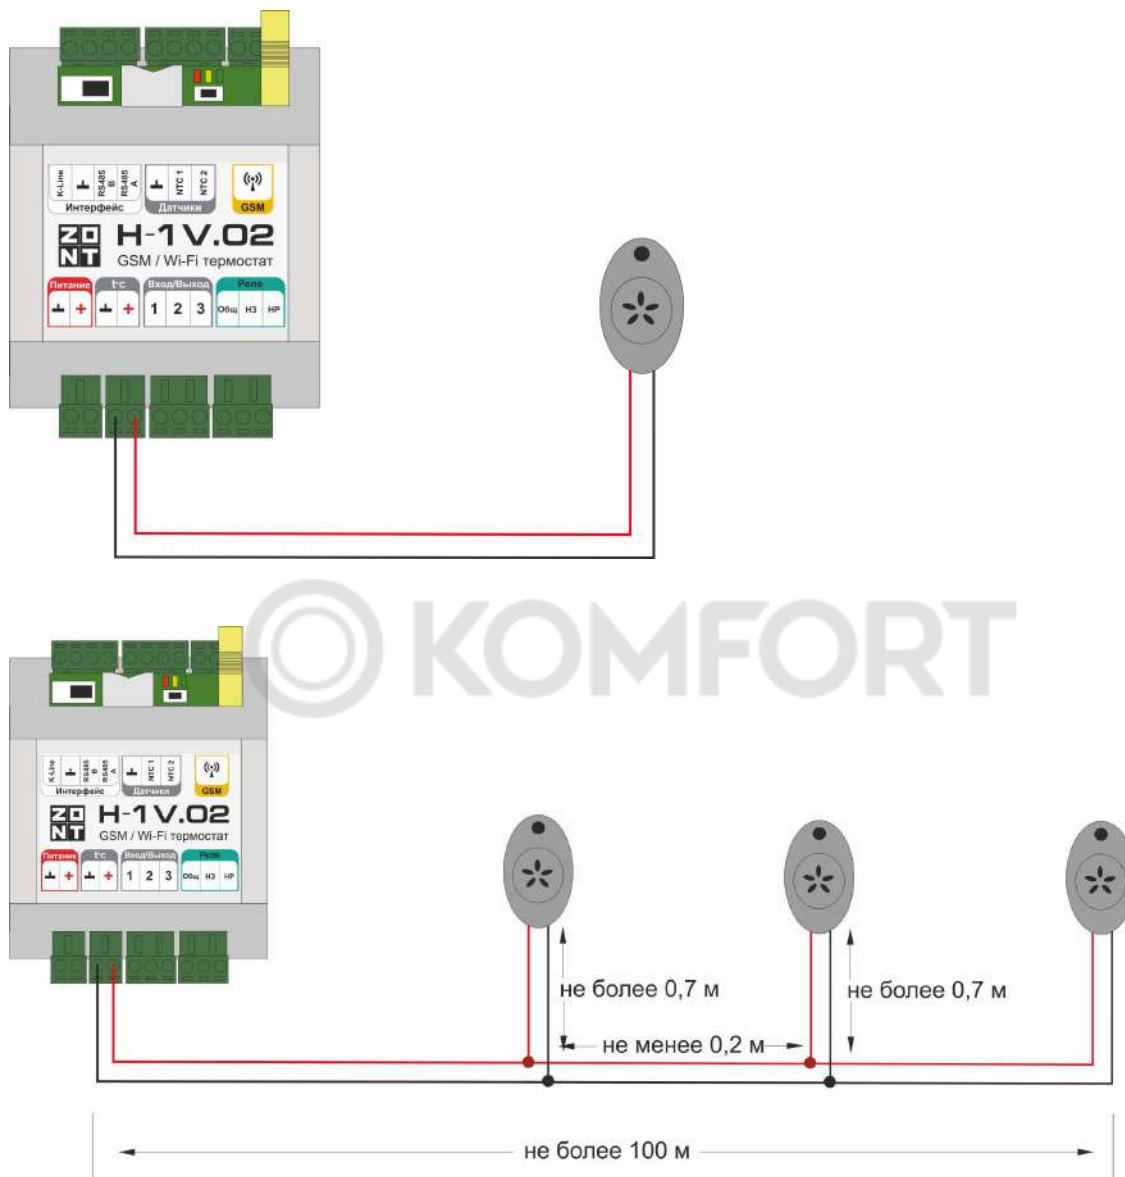 K-Line
RS485 B
RS485 A
NTC 1
NTC 2
Интерфейс
Датчики
GSM
ZONT
H-1V.02
GSM / Wi-Fi термостат
Питание
t°C
Вход/Выход
Реле
+
+
1
2
3
Общ
НЗ
НР
KOMFORT
K-Line
RS485 B
RS485 A
NTC 1
NTC 2
Интерфейс
Датчики
GSM
ZONT
H-1V.02
GSM / Wi-Fi термостат
Питание
t°C
Вход/Выход
Реле
+
+
1
2
3
Общ
НЗ
НР
не более 0,7 м
не более 0,7 м
не менее 0,2 м
не более 100 м